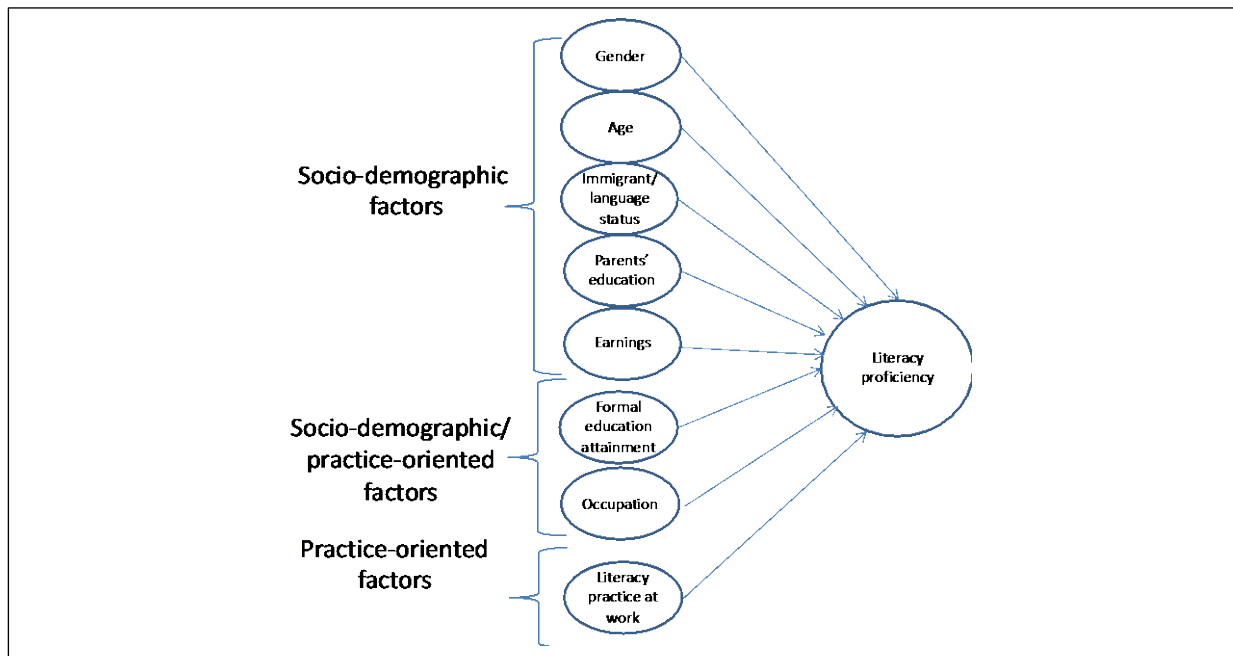 Socio-demographic
factors
Gender
Age
Immigrant/
language
status
Parents'
education
Earnings
Socio-demographic/
practice-oriented
factors
Formal
education
attainment
Occupation
Practice-oriented
factors
Literacy
practice at
work
Literacy
proficiency